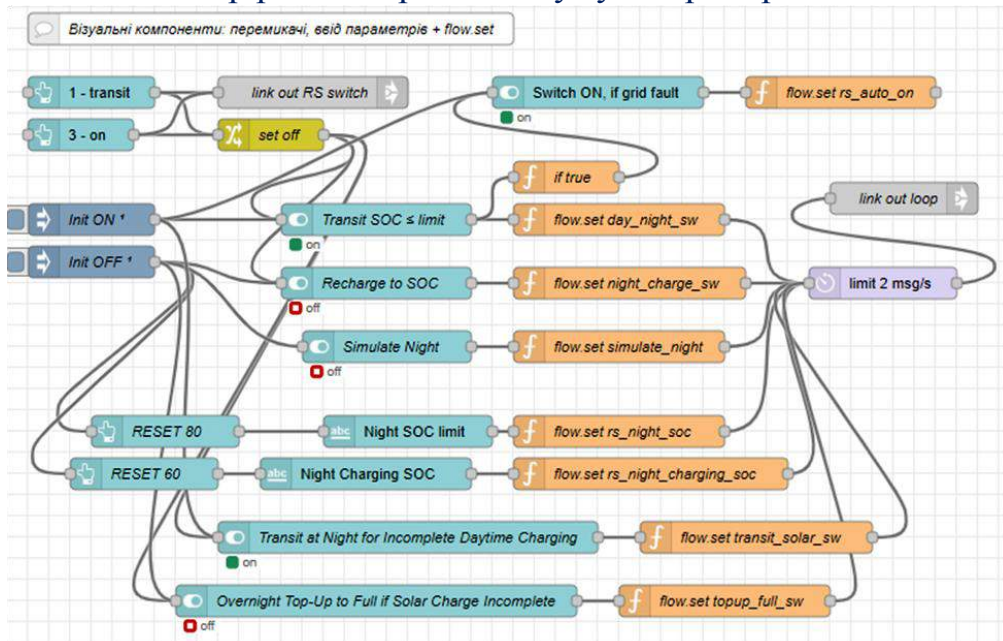 Візуальні компоненти: перемикачі, ввід параметрів + flow.set
1 - transit
link out RS switch
Switch ON, if grid fault
flow.set rs_auto_on
on
3 - on
set off
if true
link out loop
Init ON ¹
Transit SOC ≤ limit
flow.set day_night_sw
on
Init OFF ¹
Recharge to SOC
flow.set night_charge_sw
limit 2 msg/s
off
Simulate Night
flow.set simulate_night
off
RESET 80
abc
Night SOC limit
flow.set rs_night_soc
RESET 60
abc
Night Charging SOC
flow.set rs_night_charging_soc
Transit at Night for Incomplete Daytime Charging
flow.set transit_solar_sw
on
Overnight Top-Up to Full if Solar Charge Incomplete
flow.set topup_full_sw
off